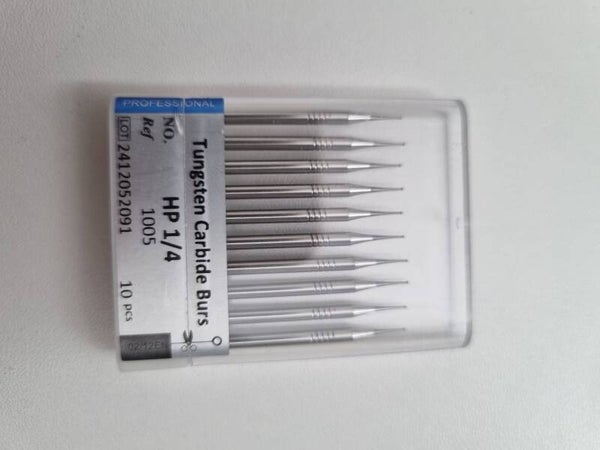 PROFESSIONAL
Tungsten Carbide Burs
NO. HP 1/4
Ref 1005
LOT 2412052091 10 pcs